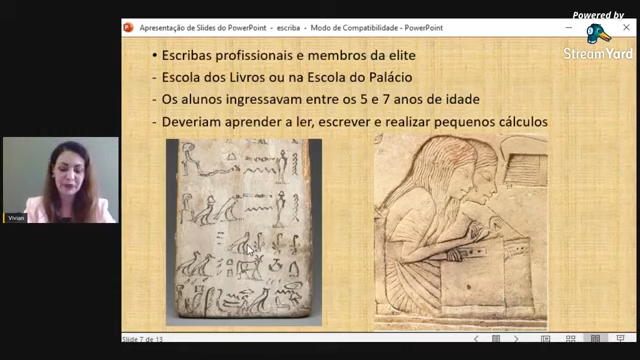 Powered by
StreamYard
Apresentação de Slides do PowerPoint - escriba - Modo de Compatibilidade - PowerPoint
• Escribas profissionais e membros da elite
- Escola dos Livros ou na Escola do Palácio
- Os alunos ingressavam entre os 5 e 7 anos de idade
- Deveriam aprender a ler, escrever e realizar pequenos cálculos
Vivian
Slide 7 de 13